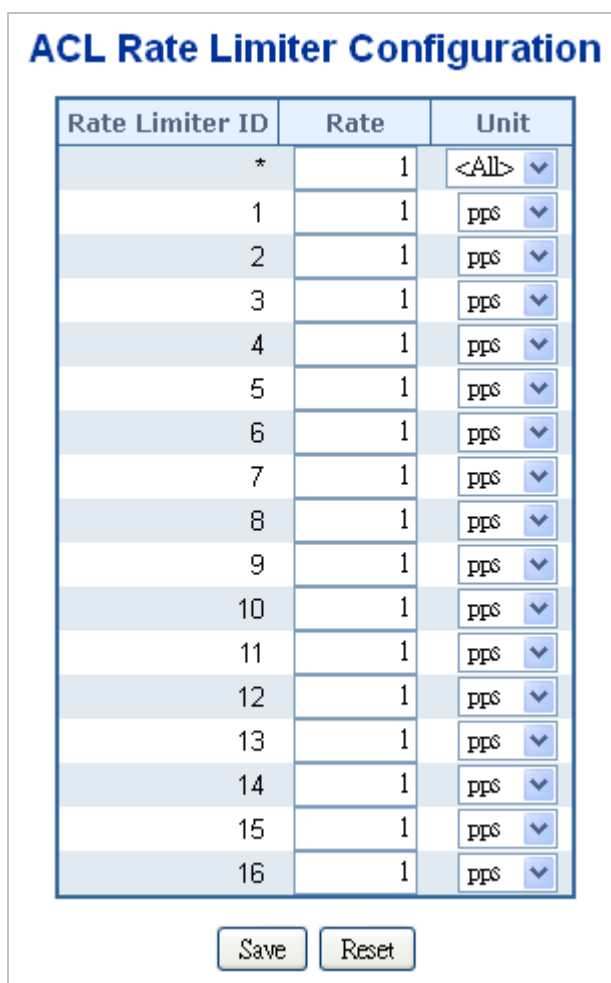 ACL Rate Limiter Configuration
Rate Limiter ID Rate Unit
* 1 <All>
1 1 pps
2 1 pps
3 1 pps
4 1 pps
5 1 pps
6 1 pps
7 1 pps
8 1 pps
9 1 pps
10 1 pps
11 1 pps
12 1 pps
13 1 pps
14 1 pps
15 1 pps
16 1 pps
Save Reset